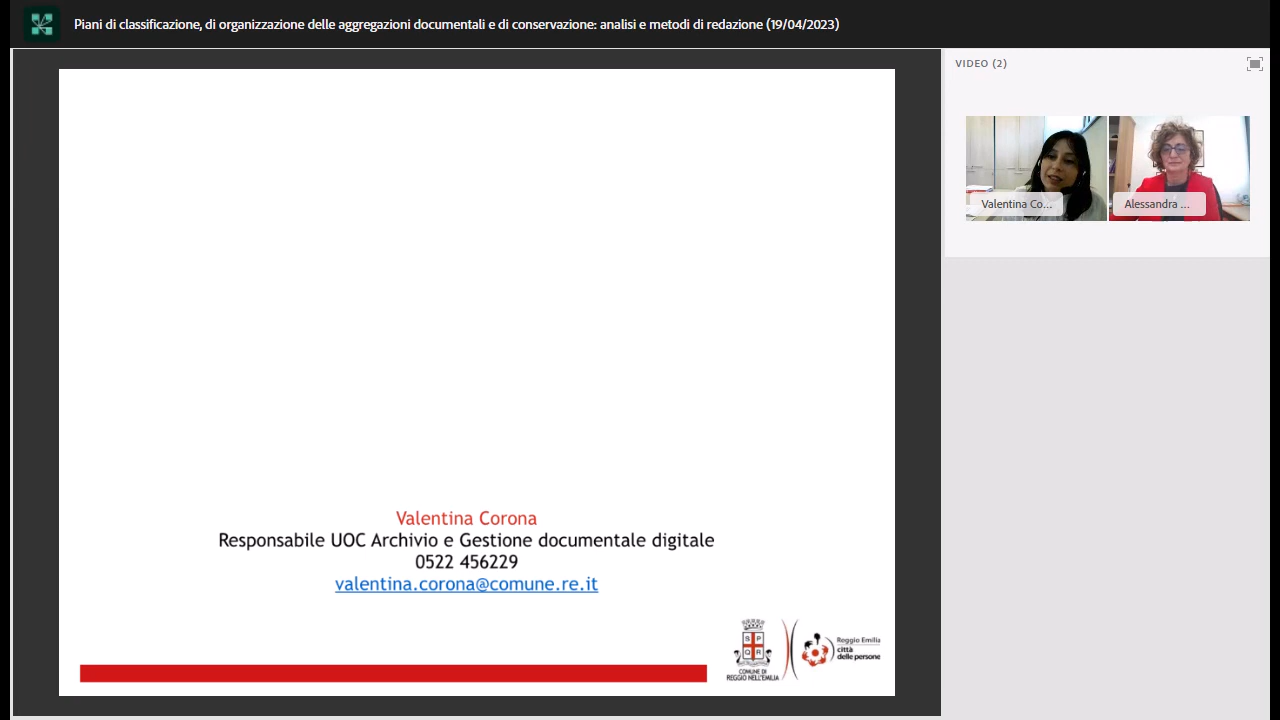 Piani di classificazione, di organizzazione delle aggregazioni documentali e di conservazione: analisi e metodi di redazione (19/04/2023)
VIDEO (2)
Valentina Co...
Alessandra ...
Valentina Corona
Responsabile UOC Archivio e Gestione documentale digitale
0522 456229
valentina.corona@comune.re.it
S P
Q R
COMUNE DI
REGGIO NELL'EMILIA
Reggio Emilia
città
delle persone